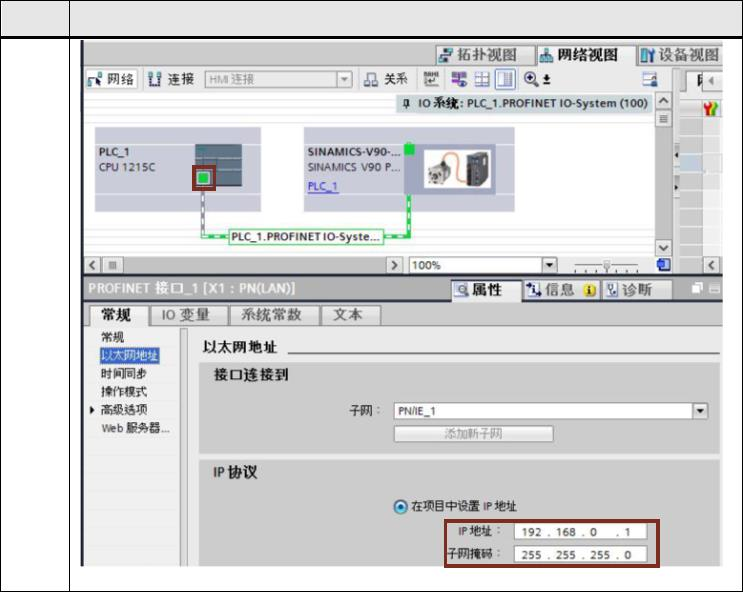 拓扑视图 网络视图 设备视图
网络 连接 HMI 连接 关系
IO 系统: PLC_1.PROFINET IO-System (100)
PLC_1
CPU 1215C
SINAMICS-V90-...
SINAMICS V90 P...
PLC_1
PLC_1.PROFINET IO-Syste...
100%
PROFINET 接口_1 [X1 : PN(LAN)]
属性 信息 诊断
常规 IO 变量 系统常数 文本
常规
以太网地址
时间同步
操作模式
高级选项
Web 服务器...
以太网地址
接口连接到
子网：
PN/IE_1
添加新子网
IP 协议
在项目中设置 IP 地址
IP 地址：
192 . 168 . 0 . 1
子网掩码：
255 . 255 . 255 . 0